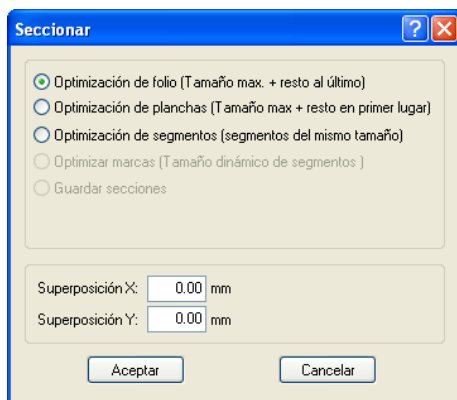 Seccionar
Optimización de folio (Tamaño max. + resto al último)
Optimización de planchas (Tamaño max + resto en primer lugar)
Optimización de segmentos (segmentos del mismo tamaño)
Optimizar marcas (Tamaño dinámico de segmentos )
Guardar secciones
Superposición X: 0.00 mm
Superposición Y: 0.00 mm
Aceptar Cancelar